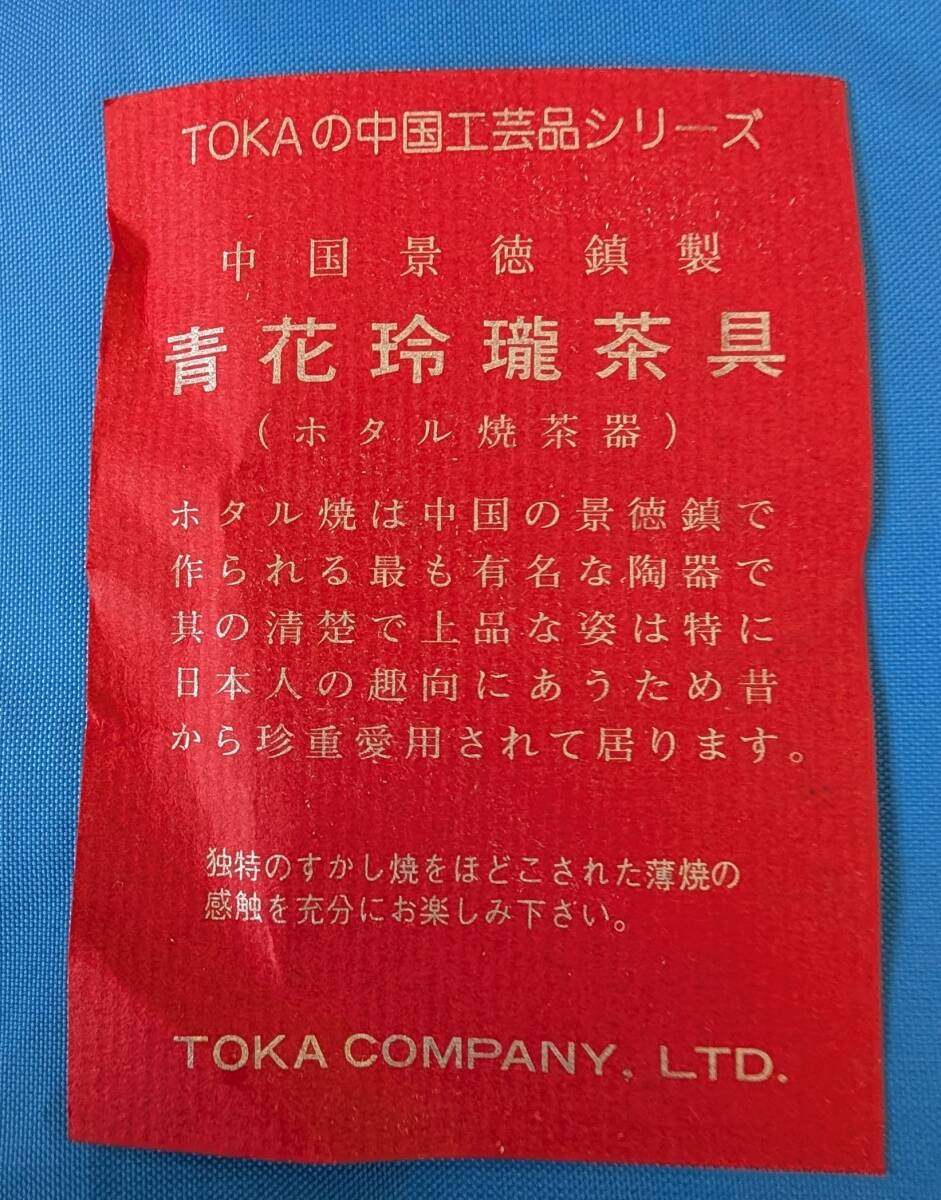 TOKAの中国工芸品シリーズ
中国景徳鎮製
青花玲瓏茶具
(ホタル焼茶器)
ホタル焼は中国の景徳鎮で
作られる最も有名な陶器で
其の清楚で上品な姿は特に
日本人の趣向にあうため昔
から珍重愛用されて居ります。
独特のすかし焼をほどこされた薄焼の
感触を充分にお楽しみ下さい。
TOKA COMPANY, LTD.